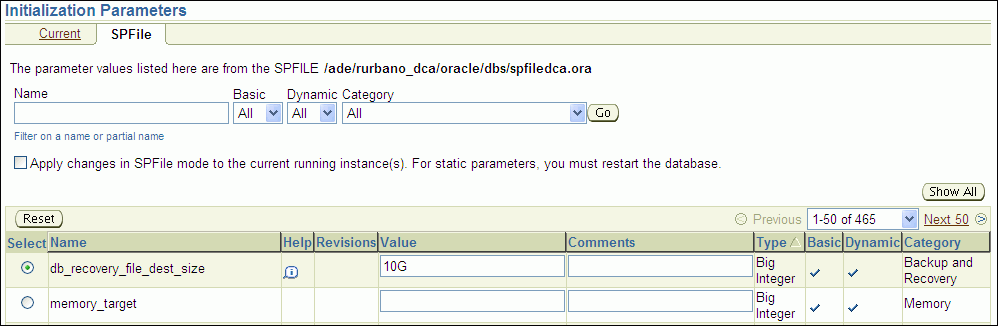 Initialization Parameters
Current SPFile
The parameter values listed here are from the SPFILE /ade/rurbano_dca/oracle/dbs/spfiledca.ora
Name Basic Dynamic Category
All All All Go
Filter on a name or partial name
Apply changes in SPFile mode to the current running instance(s). For static parameters, you must restart the database.
Show All
Reset Previous 1-50 of 465 Next 50
Select Name Help Revisions Value Comments Type Basic Dynamic Category
db_recovery_file_dest_size 10G Big Integer Backup and Recovery
memory_target Big Integer Memory